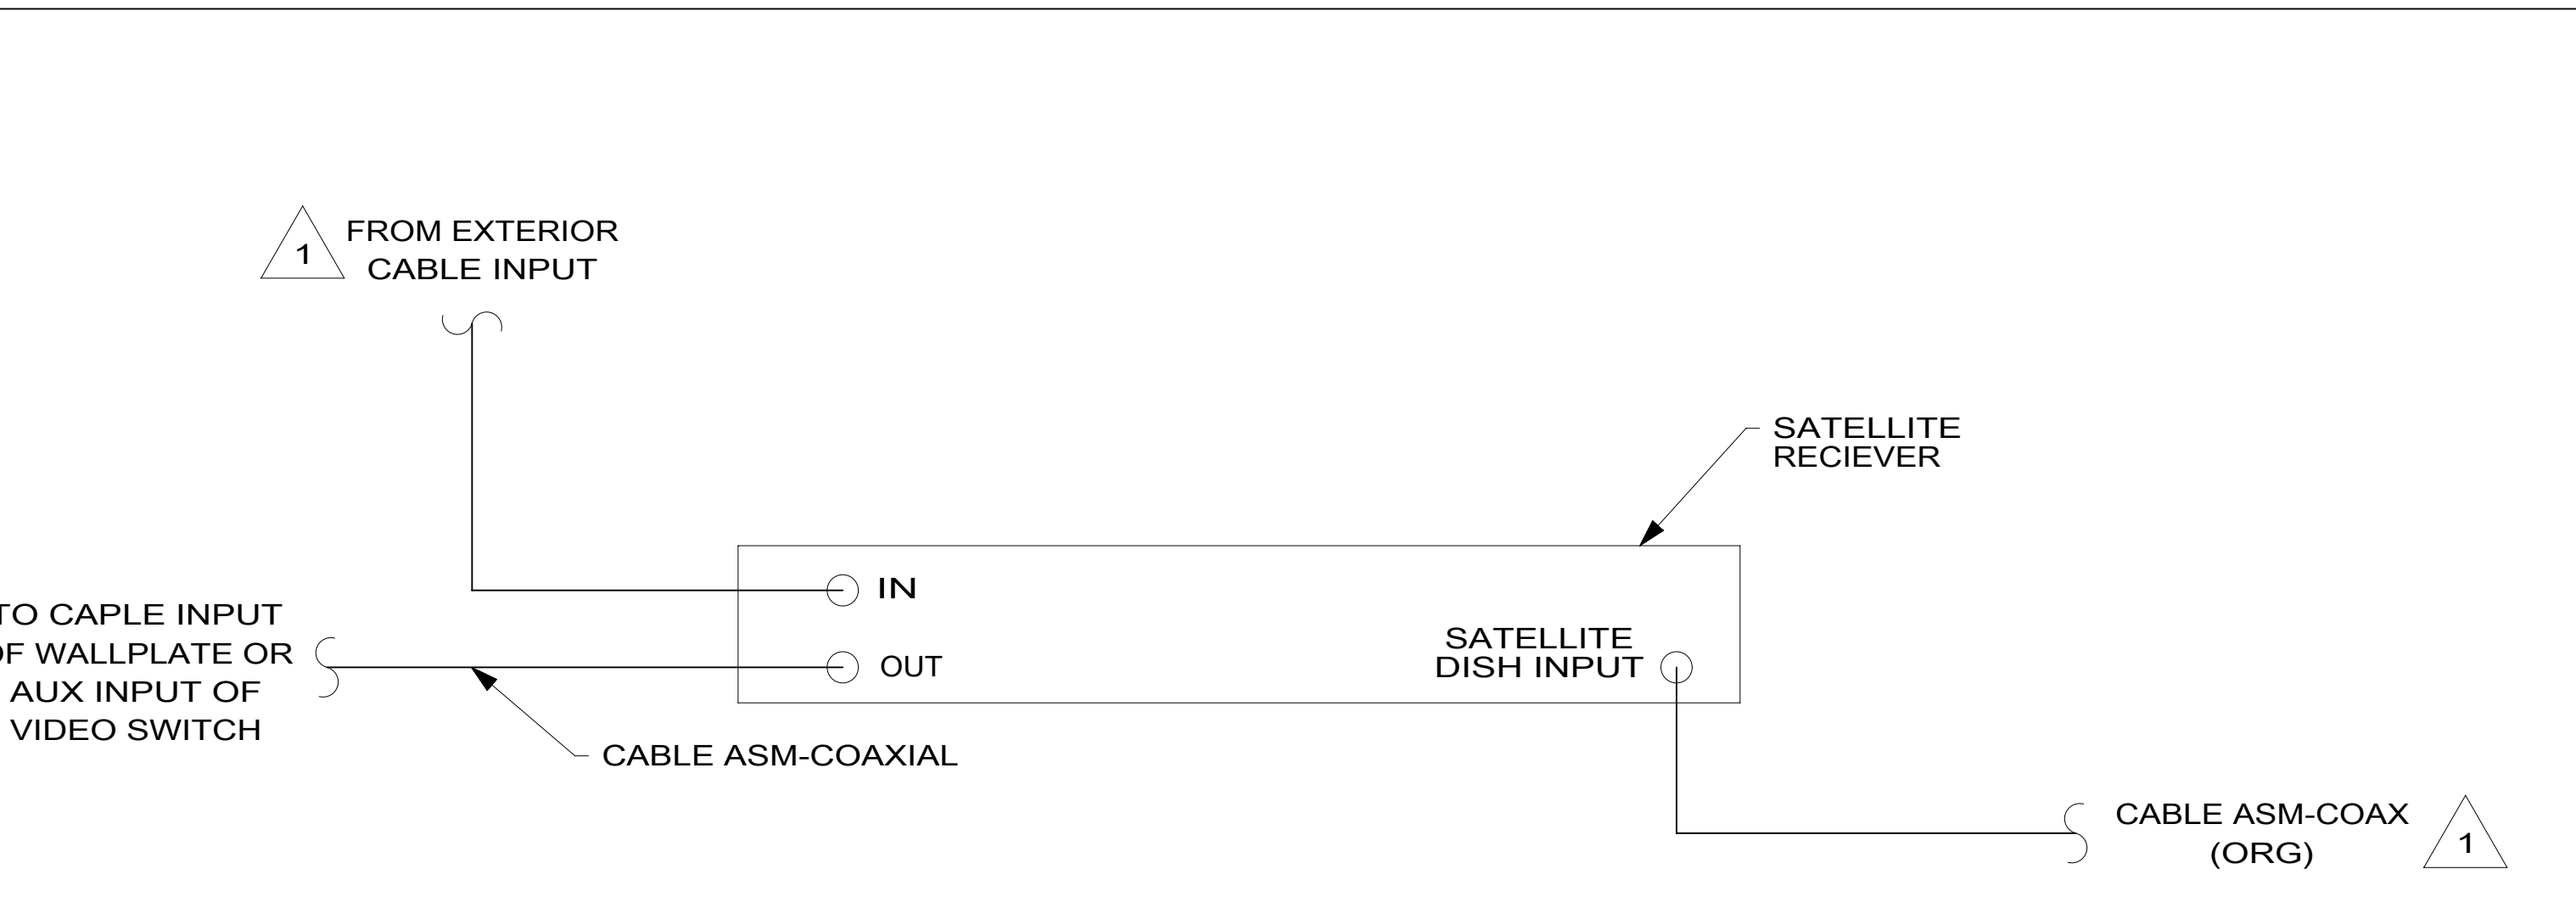 1
FROM EXTERIOR
CABLE INPUT
SATELLITE
RECIEVER
IN
TO CAPLE INPUT
OF WALLPLATE OR
AUX INPUT OF
VIDEO SWITCH
OUT
SATELLITE
DISH INPUT
CABLE ASM-COAXIAL
CABLE ASM-COAX
(ORG)
1